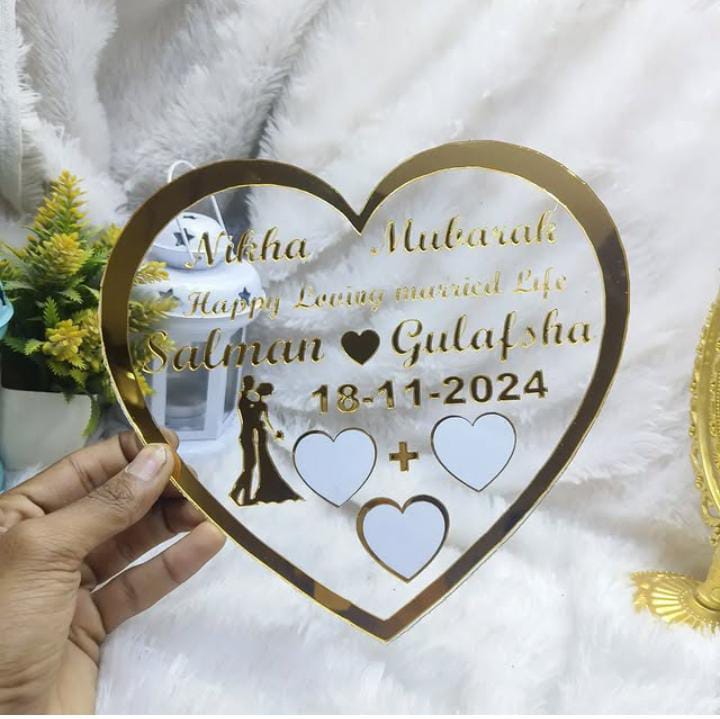 Nikha Mubarak
Happy Loving married Life
Salman Gulafsha
18-11-2024
+